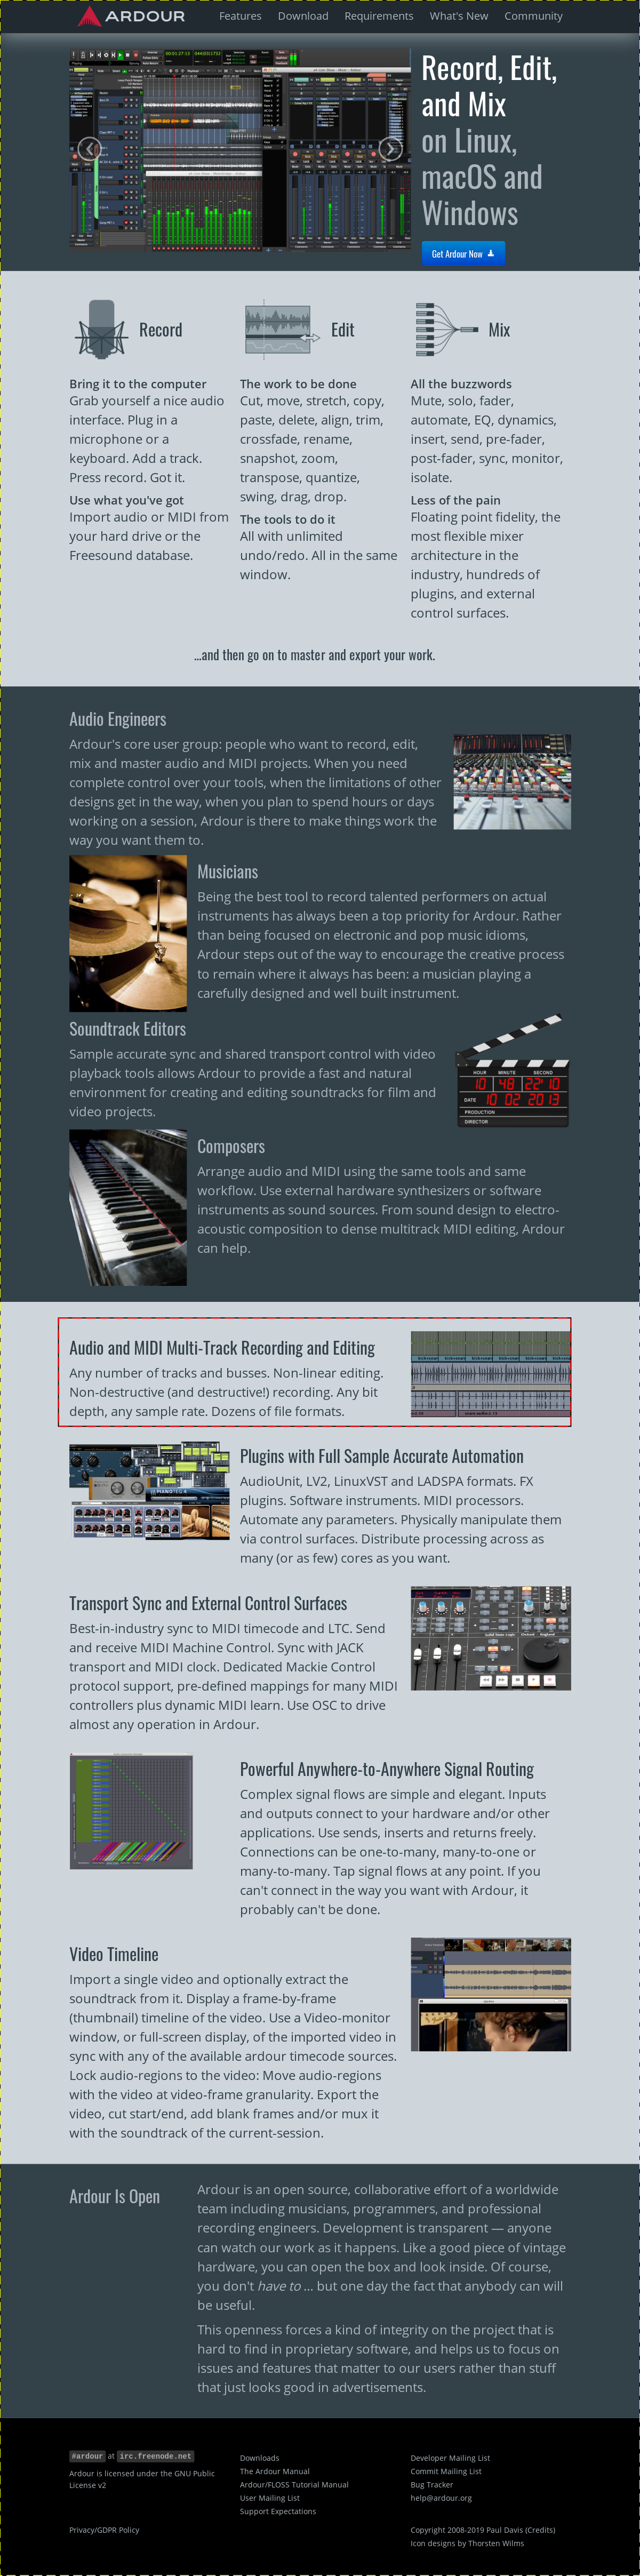 ARDOUR
Features Download Requirements What's New Community
Record, Edit,
and Mix
on Linux,
macOS and
Windows
Get Ardour Now
Record
Bring it to the computer
Grab yourself a nice audio
interface. Plug in a
microphone or a
keyboard. Add a track.
Press record. Got it.
Use what you've got
Import audio or MIDI from
your hard drive or the
Freesound database.
Edit
The work to be done
Cut, move, stretch, copy,
paste, delete, align, trim,
crossfade, rename,
snapshot, zoom,
transpose, quantize,
swing, drag, drop.
The tools to do it
All with unlimited
undo/redo. All in the same
window.
Mix
All the buzzwords
Mute, solo, fader,
automate, EQ, dynamics,
insert, send, pre-fader,
post-fader, sync, monitor,
isolate.
Less of the pain
Floating point fidelity, the
most flexible mixer
architecture in the
industry, hundreds of
plugins, and external
control surfaces.
...and then go on to master and export your work.
Audio Engineers
Ardour's core user group: people who want to record, edit,
mix and master audio and MIDI projects. When you need
complete control over your tools, when the limitations of other
designs get in the way, when you plan to spend hours or days
working on a session, Ardour is there to make things work the
way you want them to.
Musicians
Being the best tool to record talented performers on actual
instruments has always been a top priority for Ardour. Rather
than being focused on electronic and pop music idioms,
Ardour steps out of the way to encourage the creative process
to remain where it always has been: a musician playing a
carefully designed and well built instrument.
Soundtrack Editors
Sample accurate sync and shared transport control with video
playback tools allows Ardour to provide a fast and natural
environment for creating and editing soundtracks for film and
video projects.
HOUR MINUTE SECOND
10 48 22:10
DATE 10 02 2013
PRODUCTION
DIRECTOR
Composers
Arrange audio and MIDI using the same tools and same
workflow. Use external hardware synthesizers or software
instruments as sound sources. From sound design to electro-
acoustic composition to dense multitrack MIDI editing, Ardour
can help.
Audio and MIDI Multi-Track Recording and Editing
Any number of tracks and busses. Non-linear editing.
Non-destructive (and destructive!) recording. Any bit
depth, any sample rate. Dozens of file formats.
Plugins with Full Sample Accurate Automation
AudioUnit, LV2, LinuxVST and LADSPA formats. FX
plugins. Software instruments. MIDI processors.
Automate any parameters. Physically manipulate them
via control surfaces. Distribute processing across as
many (or as few) cores as you want.
Transport Sync and External Control Surfaces
Best-in-industry sync to MIDI timecode and LTC. Send
and receive MIDI Machine Control. Sync with JACK
transport and MIDI clock. Dedicated Mackie Control
protocol support, pre-defined mappings for many MIDI
controllers plus dynamic MIDI learn. Use OSC to drive
almost any operation in Ardour.
Powerful Anywhere-to-Anywhere Signal Routing
Complex signal flows are simple and elegant. Inputs
and outputs connect to your hardware and/or other
applications. Use sends, inserts and returns freely.
Connections can be one-to-many, many-to-one or
many-to-many. Tap signal flows at any point. If you
can't connect in the way you want with Ardour, it
probably can't be done.
Video Timeline
Import a single video and optionally extract the
soundtrack from it. Display a frame-by-frame
(thumbnail) timeline of the video. Use a Video-monitor
window, or full-screen display, of the imported video in
sync with any of the available ardour timecode sources.
Lock audio-regions to the video: Move audio-regions
with the video at video-frame granularity. Export the
video, cut start/end, add blank frames and/or mux it
with the soundtrack of the current-session.
Ardour Is Open
Ardour is an open source, collaborative effort of a worldwide
team including musicians, programmers, and professional
recording engineers. Development is transparent — anyone
can watch our work as it happens. Like a good piece of vintage
hardware, you can open the box and look inside. Of course,
you don't have to ... but one day the fact that anybody can will
be useful.
This openness forces a kind of integrity on the project that is
hard to find in proprietary software, and helps us to focus on
issues and features that matter to our users rather than stuff
that just looks good in advertisements.
#ardour at irc.freenode.net
Ardour is licensed under the GNU Public
License v2
Privacy/GDPR Policy
Downloads
The Ardour Manual
Ardour/FLOSS Tutorial Manual
User Mailing List
Support Expectations
Developer Mailing List
Commit Mailing List
Bug Tracker
help@ardour.org
Copyright 2008-2019 Paul Davis (Credits)
Icon designs by Thorsten Wilms